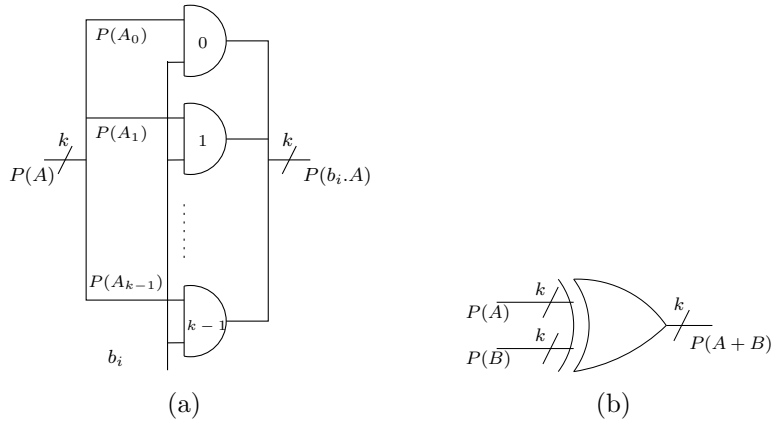 P(A_0)
0
k
P(A_1)
1
k
P(A)
P(b_i.A)
P(A_{k-1})
k − 1
b_i
(a)
k
P(A)
k
k
P(B)
P(A + B)
(b)